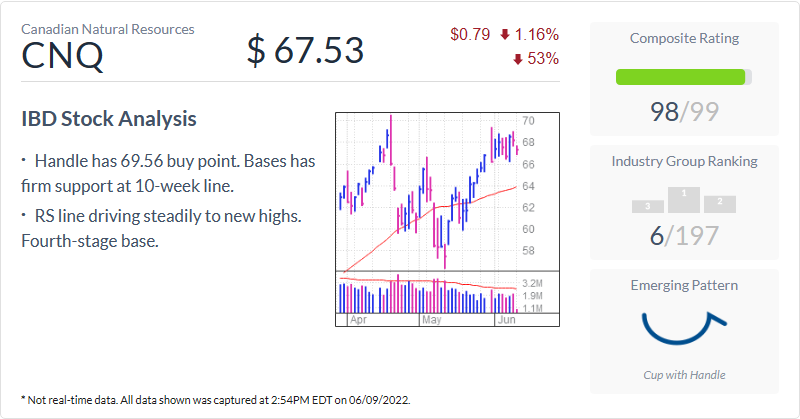 Canadian Natural Resources
CNQ
$ 67.53
$0.79 1.16%
53%
IBD Stock Analysis
· Handle has 69.56 buy point. Bases has
firm support at 10-week line.
· RS line driving steadily to new highs.
Fourth-stage base.
70
68
66
64
62
60
58
3.2M
1.9M
1.1M
Apr May Jun
Composite Rating
98/99
Industry Group Ranking
3 1 2
6/197
Emerging Pattern
Cup with Handle
* Not real-time data. All data shown was captured at 2:54PM EDT on 06/09/2022.